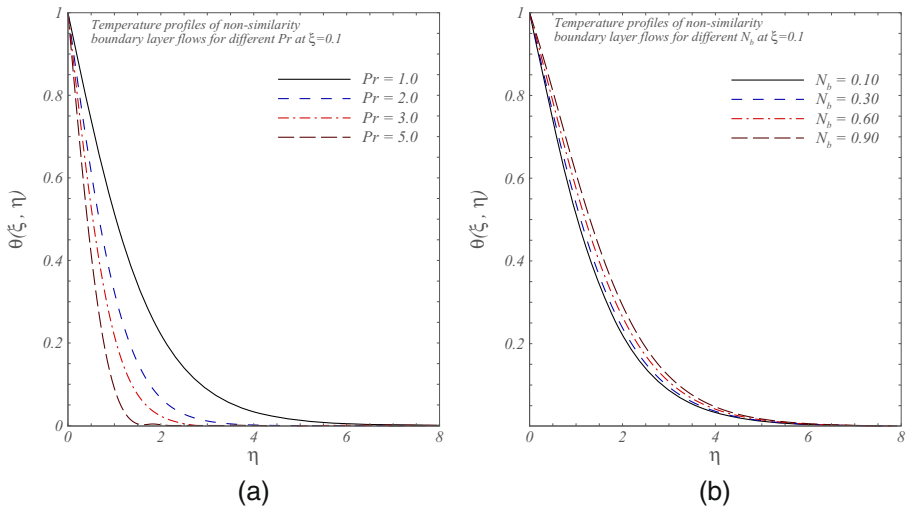 Temperature profiles of non-similarity
boundary layer flows for different Pr at ξ=0.1
Pr = 1.0
Pr = 2.0
Pr = 3.0
Pr = 5.0
1
0.8
0.6
0.4
0.2
0
0 2 4 6 8
θ(ξ, η)
η
(a)
Temperature profiles of non-similarity
boundary layer flows for different N_b at ξ=0.1
N_b = 0.10
N_b = 0.30
N_b = 0.60
N_b = 0.90
1
0.8
0.6
0.4
0.2
0
0 2 4 6 8
θ(ξ, η)
η
(b)